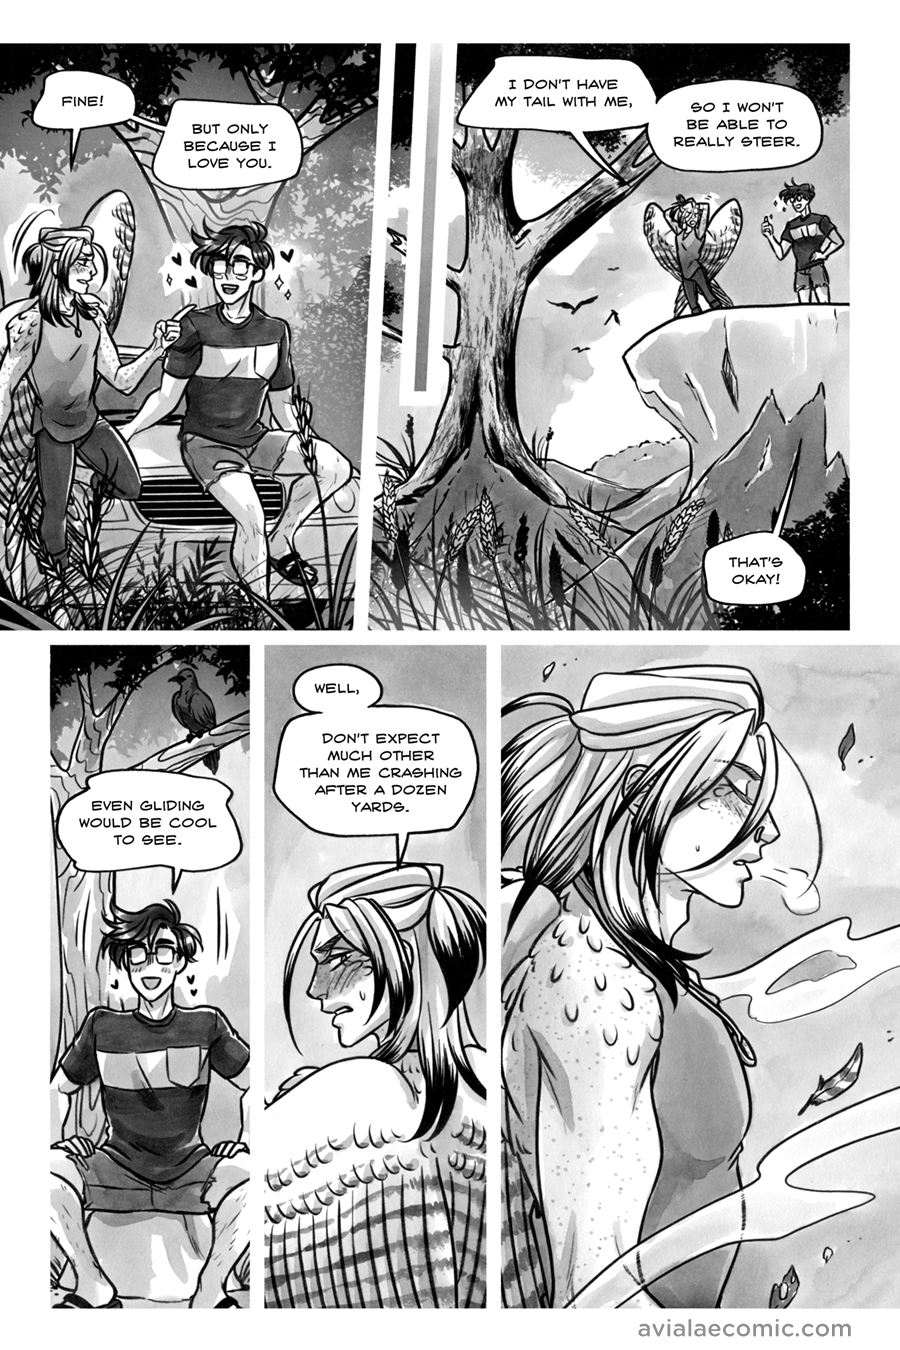 FINE!
BUT ONLY
BECAUSE I
LOVE YOU.
I DON'T HAVE
MY TAIL WITH ME,
SO I WON'T
BE ABLE TO
REALLY STEER.
THAT'S
OKAY!
EVEN GLIDING
WOULD BE COOL
TO SEE.
WELL,
DON'T EXPECT
MUCH OTHER
THAN ME CRASHING
AFTER A DOZEN
YARDS.
avialaecomic.com